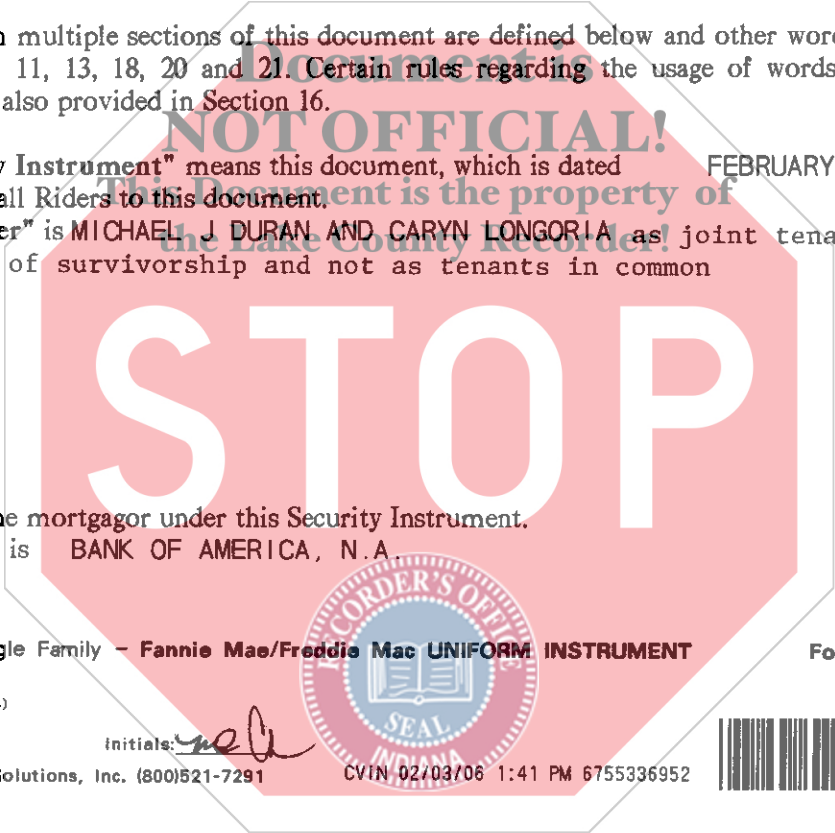 multiple sections of this document are defined below and other
11, 13, 18, 20 and 21. Certain rules regarding the usage of words
also provided in Section 16.
Document is
NOT OFFICIAL!
This Document is the property of
the Lake County Recorder!
Instrument" means this document, which is dated FEBRUARY
all Riders to this document.
er" is MICHAEL J DURAN AND CARYN LONGORIA as joint
of survivorship and not as tenants in common
STOP
mortgagor under this Security Instrument.
is BANK OF AMERICA, N.A.
RECORDER'S OFFICE
SEAL
INDIANA
Family - Fannie Mae/Freddie Mac UNIFORM INSTRUMENT
Initials:
olutions, Inc. (800)521-7291 CVIN 02/03/06 1:41 PM 6755336952